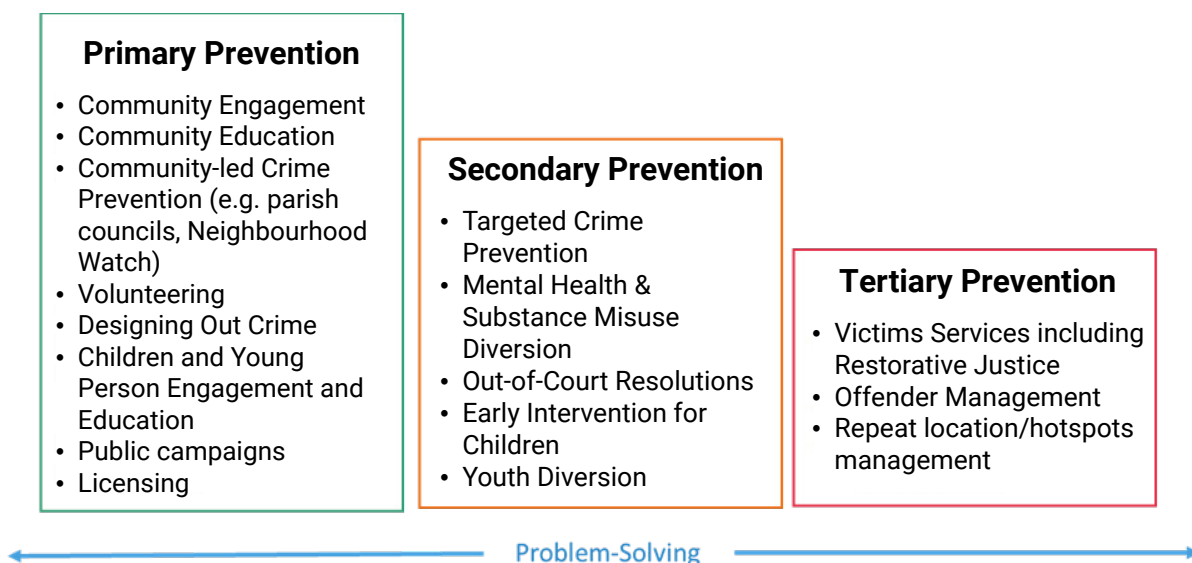 Primary Prevention
• Community Engagement
• Community Education
• Community-led Crime
Prevention (e.g. parish
councils, Neighbourhood
Watch)
• Volunteering
• Designing Out Crime
• Children and Young
Person Engagement and
Education
• Public campaigns
• Licensing
Secondary Prevention
• Targeted Crime
Prevention
• Mental Health &
Substance Misuse
Diversion
• Out-of-Court Resolutions
• Early Intervention for
Children
• Youth Diversion
Tertiary Prevention
• Victims Services including
Restorative Justice
• Offender Management
• Repeat location/hotspots
management
Problem-Solving